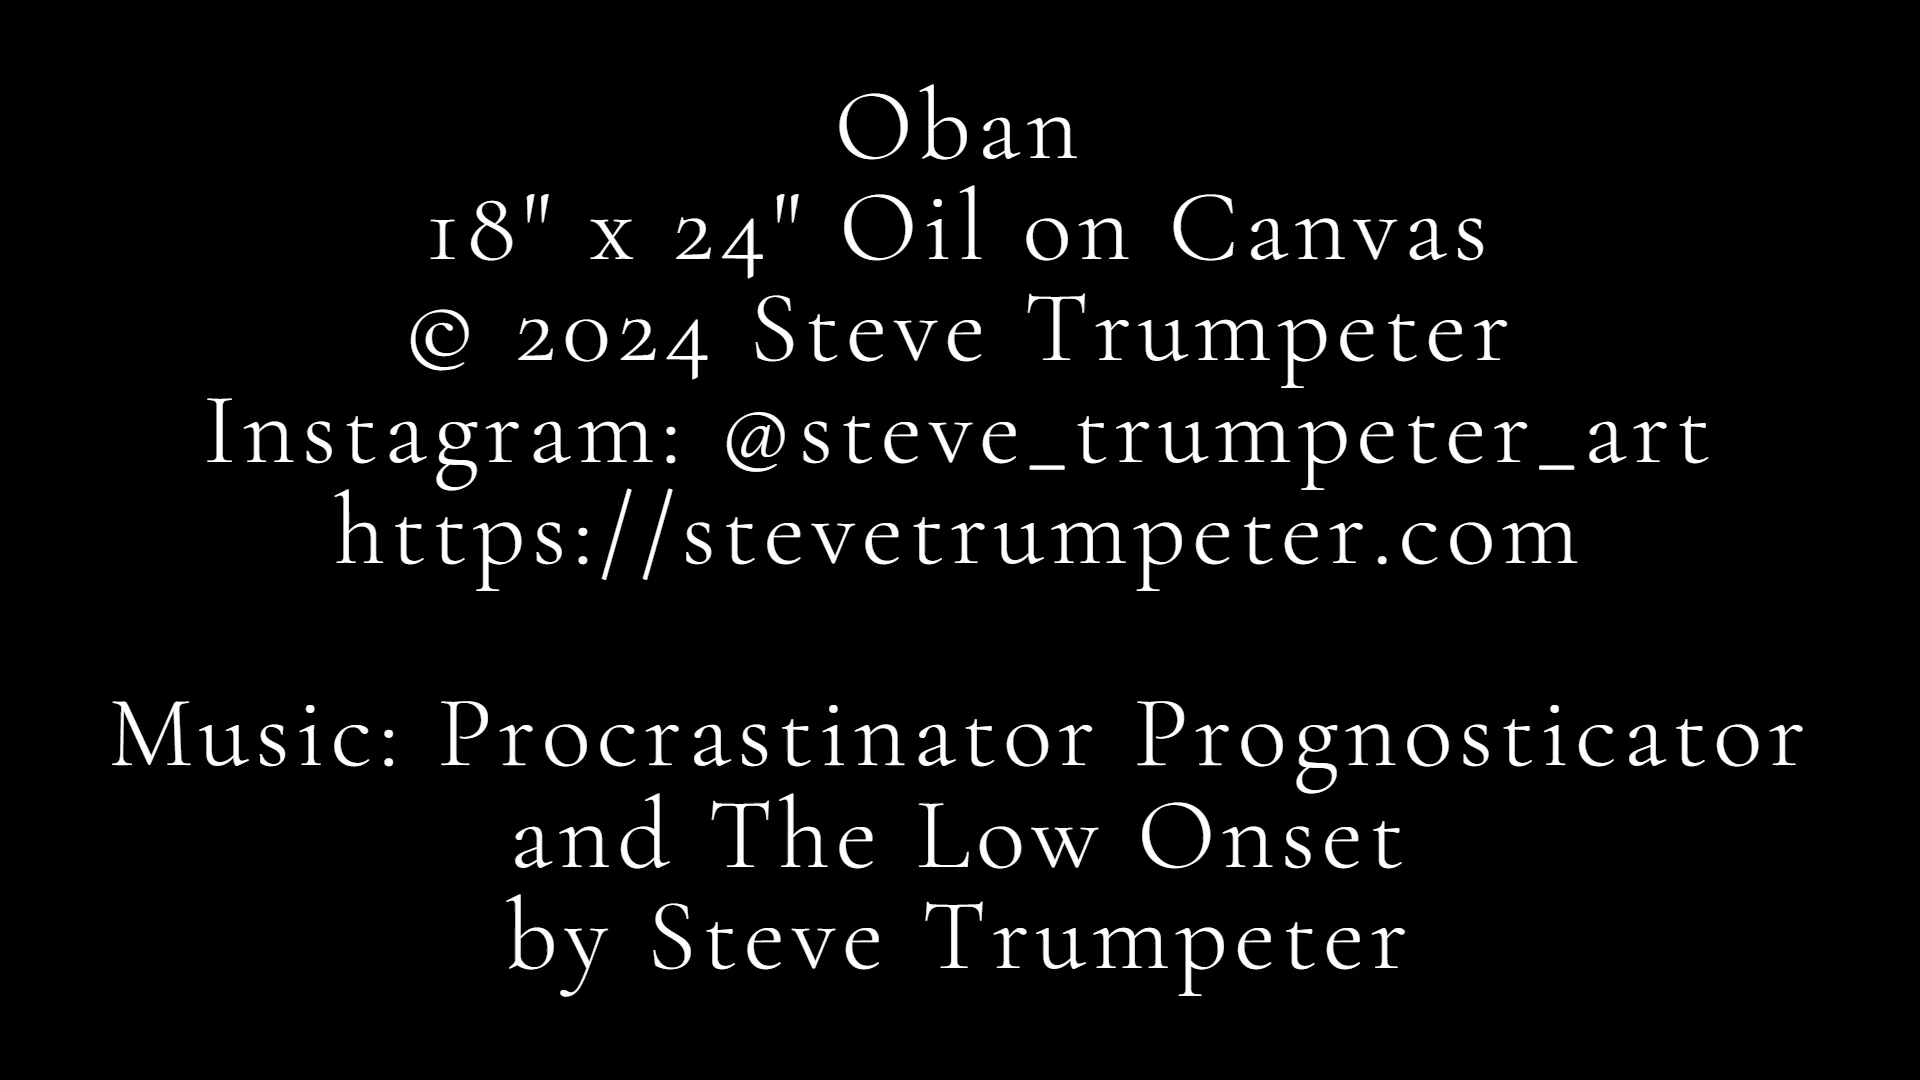 Oban
18" x 24" Oil on Canvas
© 2024 Steve Trumpeter
Instagram: @steve_trumpeter_art
https://stevetrumpeter.com
Music: Procrastinator Prognosticator
and The Low Onset
by Steve Trumpeter